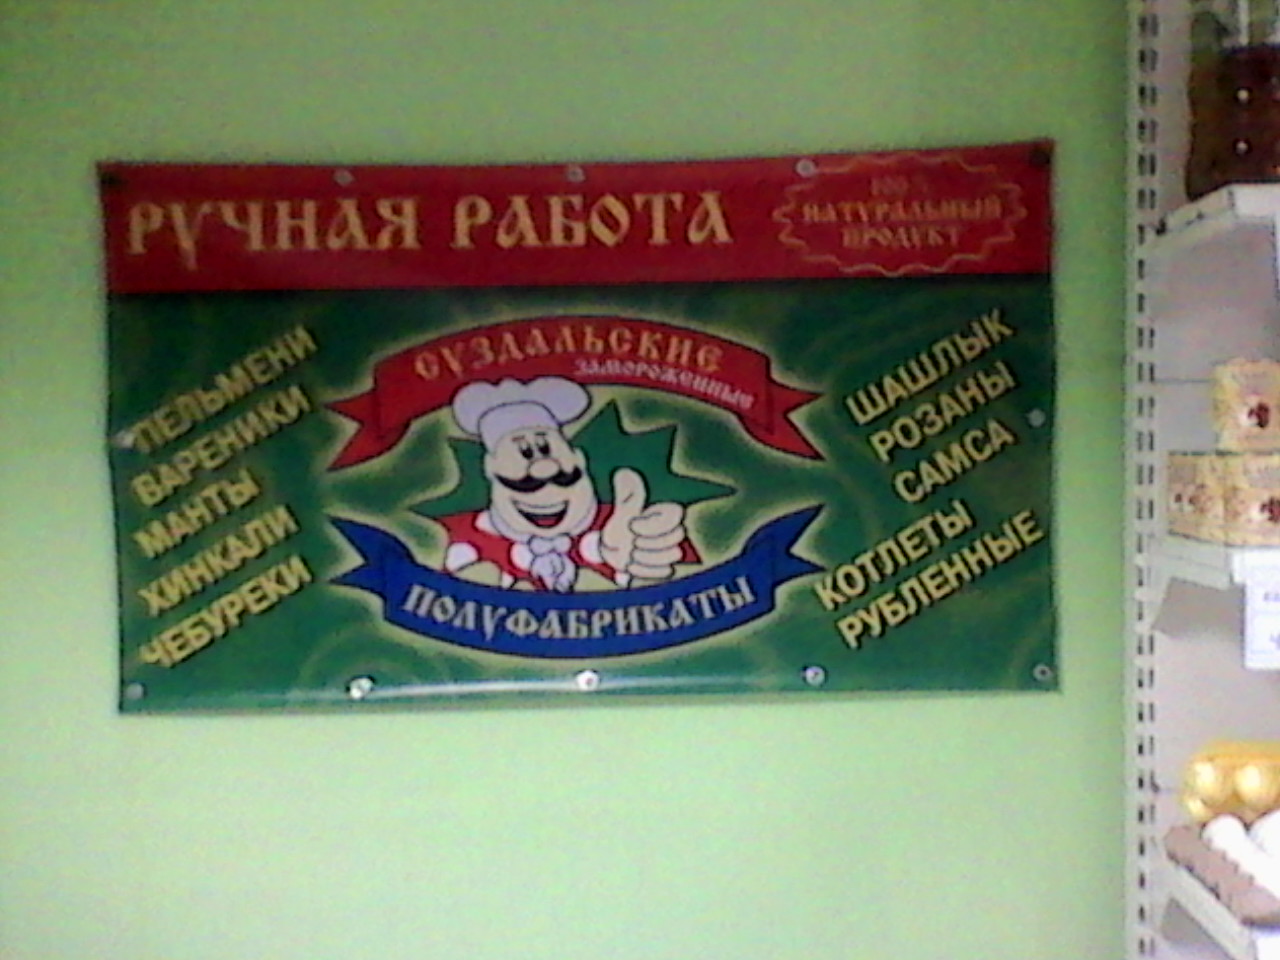 РУЧНАЯ РАБОТА
100%
НАТУРАЛЬНЫЙ
ПРОДУКТ
СУЗДАЛЬСКИЕ
ЗАМОРОЖЕННЫЕ
ПОЛУФАБРИКАТЫ
ПЕЛЬМЕНИ
ВАРЕНИКИ
МАНТЫ
ХИНКАЛИ
ЧЕБУРЕКИ
ШАШЛЫК
РОЗАНЫ
САМСА
КОТЛЕТЫ
РУБЛЕННЫЕ